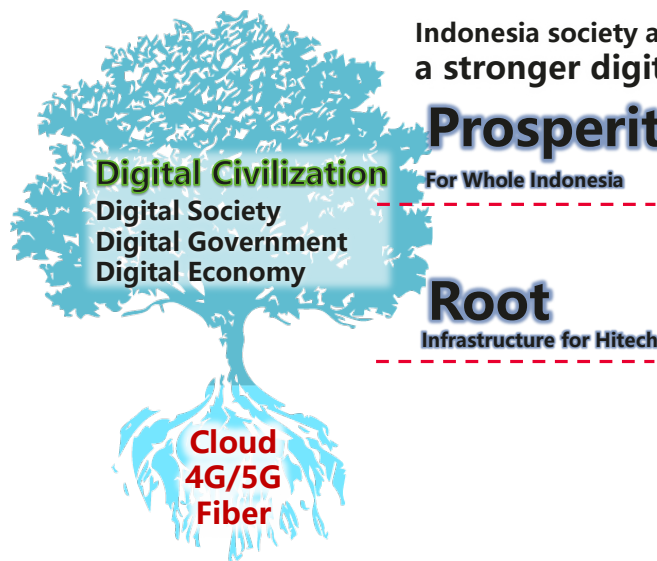 Indonesia society a
a stronger digit
Prosperit
For Whole Indonesia
Digital Civilization
Digital Society
Digital Government
Digital Economy
Root
Infrastructure for Hitech
Cloud
4G/5G
Fiber